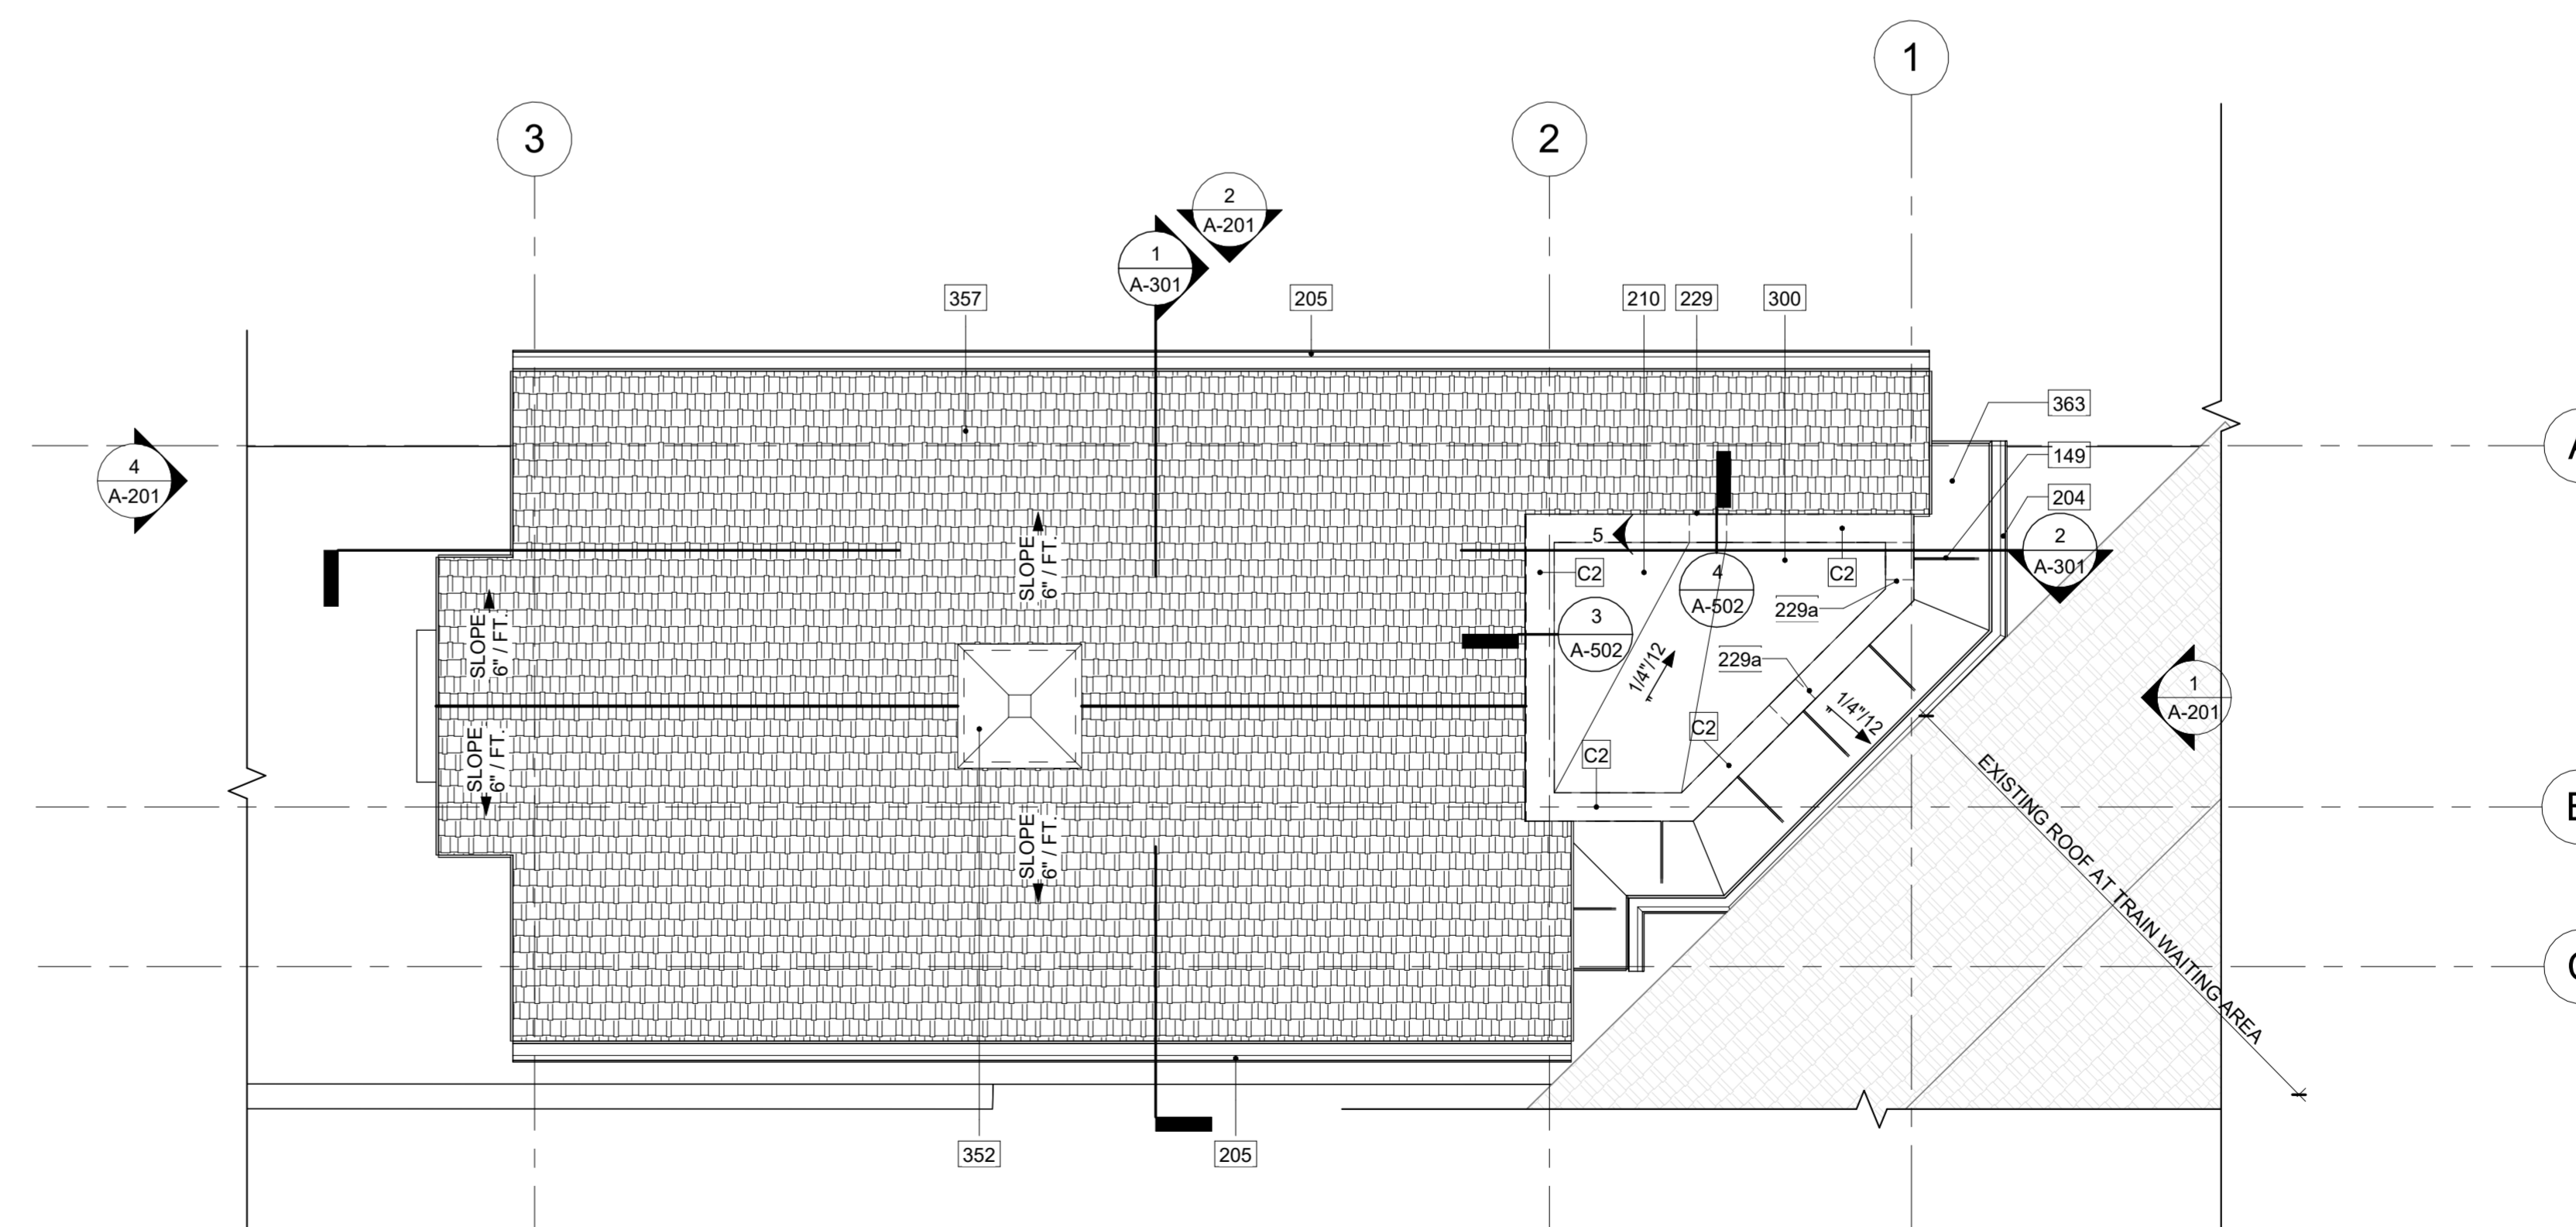 1
3
2
2
A-201
1
A-301
357
205
210
229
300
363
A
149
4
A-201
204
2
A-301
5
SLOPE
6" / FT.
C2
4
A-502
C2
229a
3
A-502
SLOPE
6" / FT.
229a
1/4"/12
"
1/4"/12
"
1
A-201
C2
C2
SLOPE
6" / FT.
SLOPE
6" / FT.
EXISTING ROOF AT TRAIN WAITING AREA
352
205